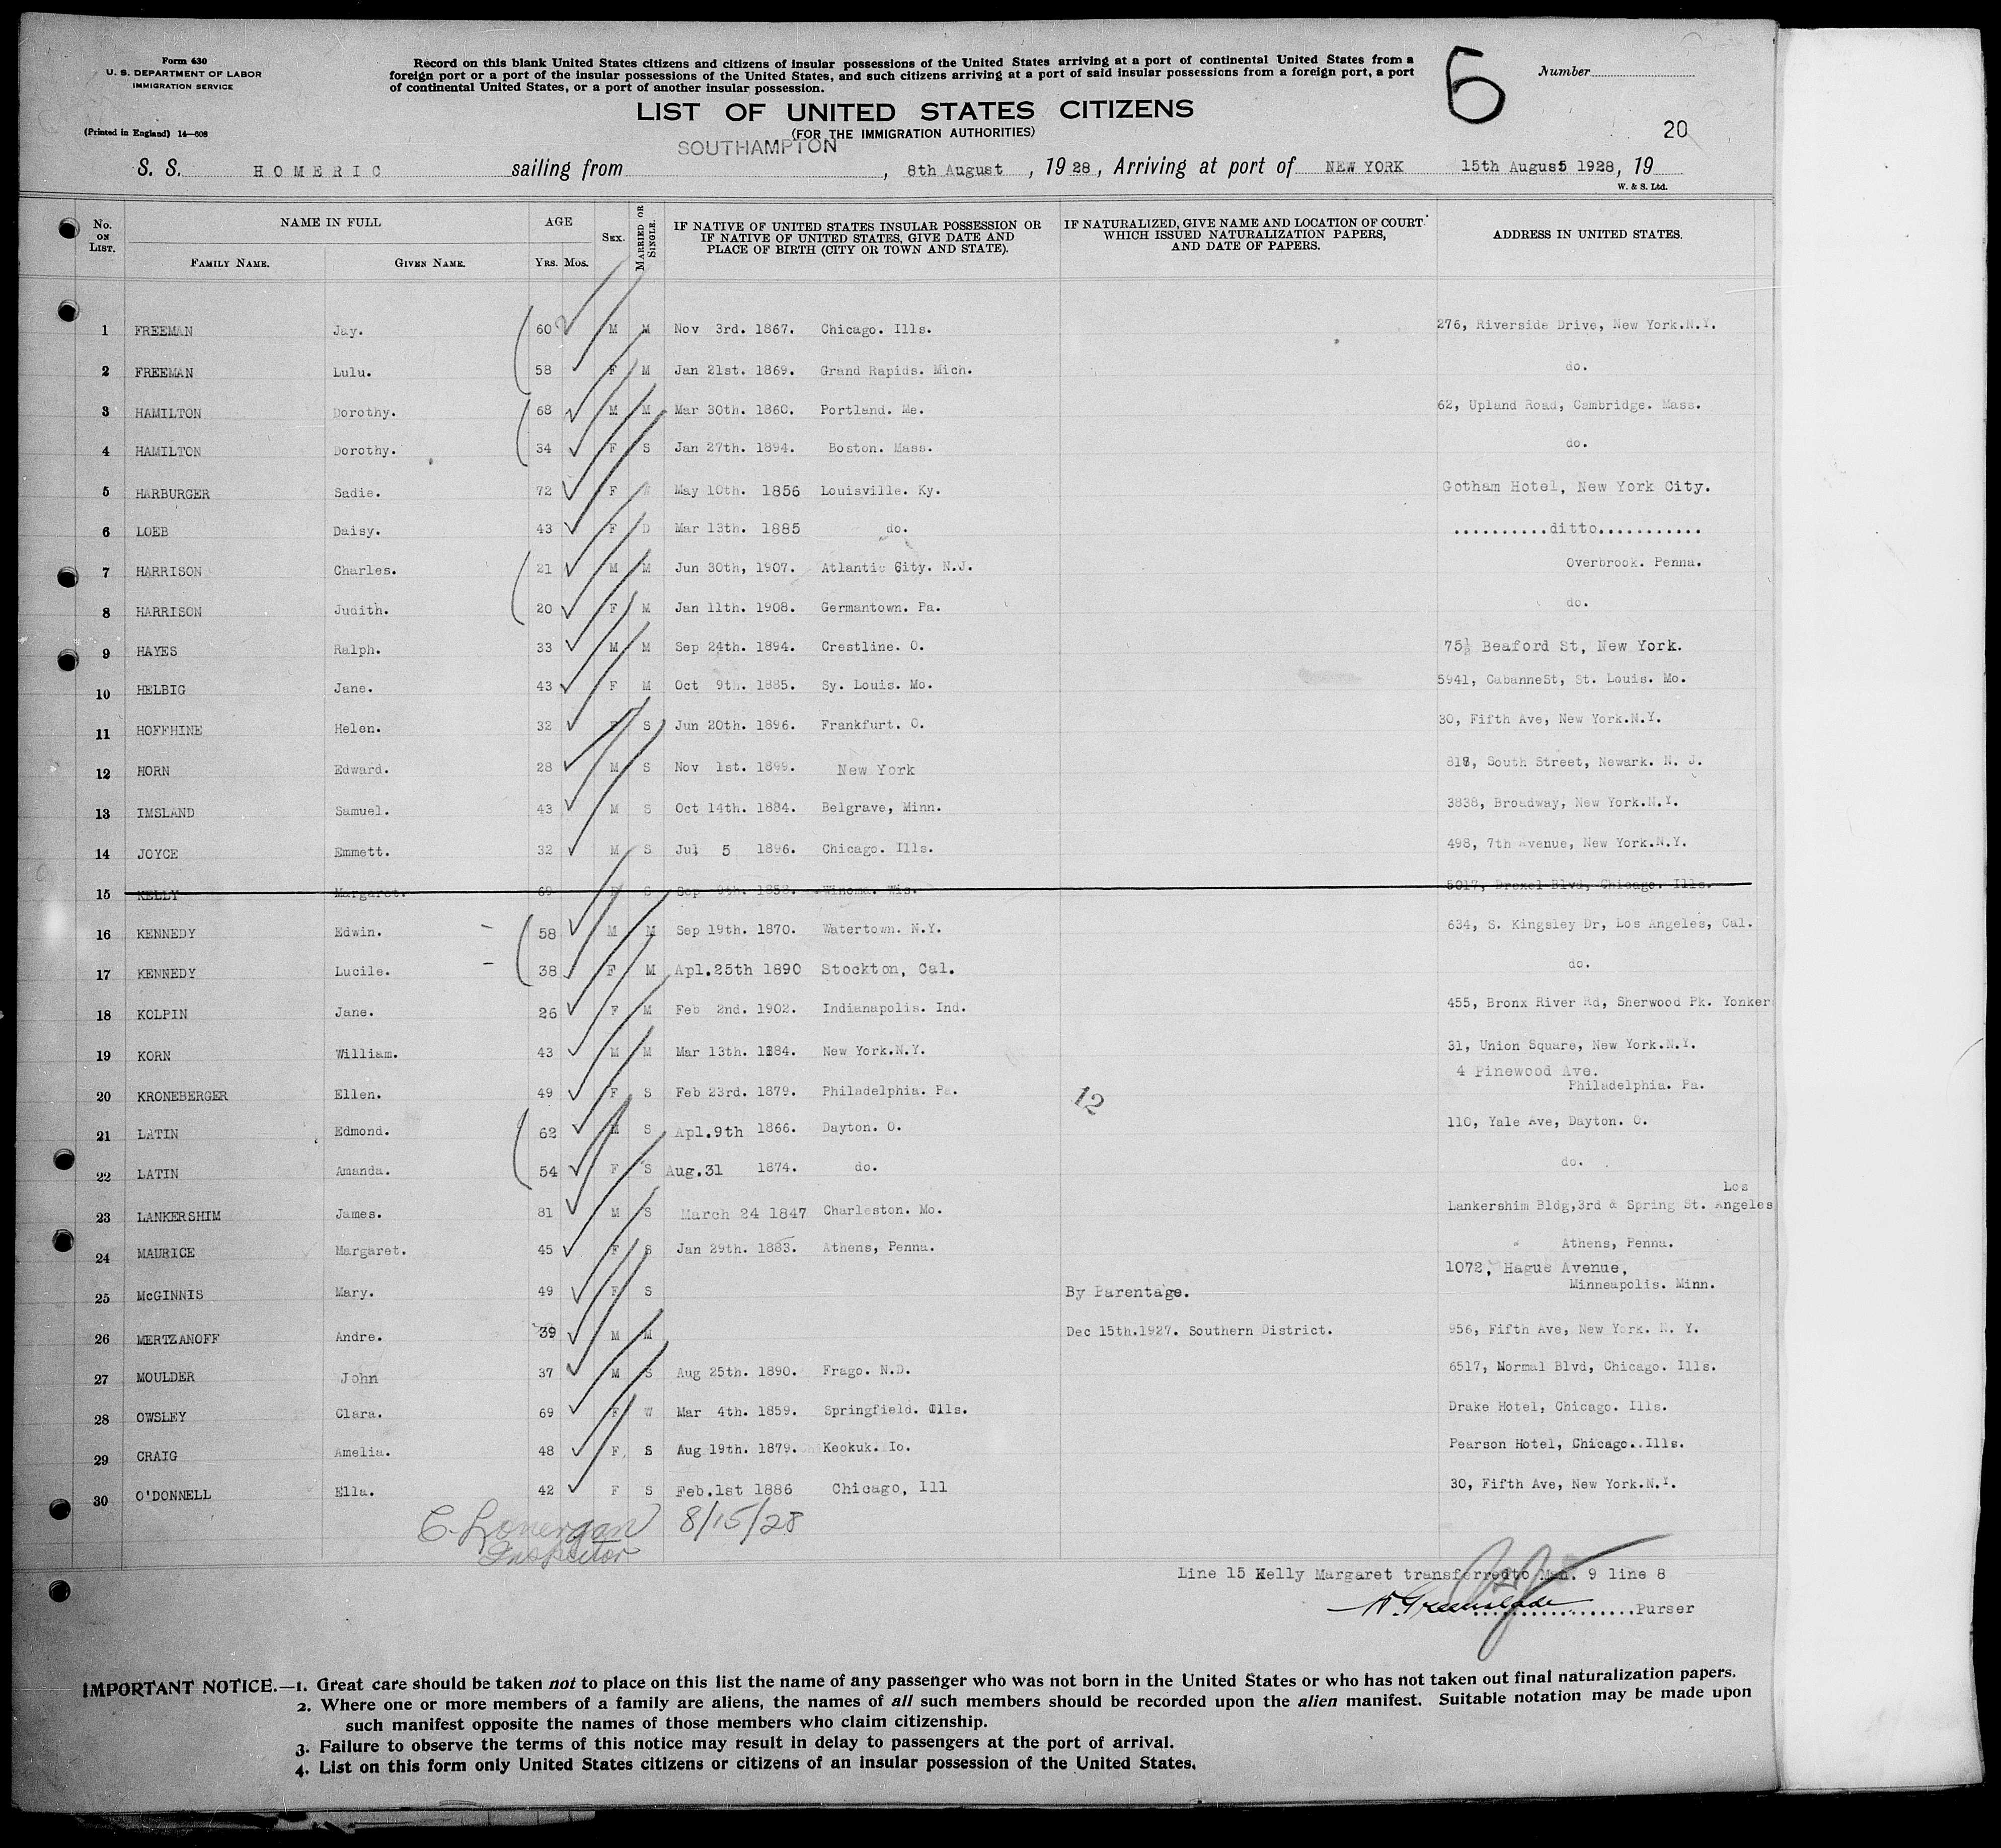 Form 630
U. S. DEPARTMENT OF LABOR
IMMIGRATION SERVICE
(Printed in England) 14—608
Record on this blank United States citizens and citizens of insular possessions of the United States arriving at a port of continental United States from a
foreign port or a port of the insular possessions of the United States, and such citizens arriving at a port of said insular possessions from a foreign port, a port
of continental United States, or a port of another insular possession.
5
Number
LIST OF UNITED STATES CITIZENS
(FOR THE IMMIGRATION AUTHORITIES)
20
S. S. HOMERIC sailing from SOUTHAMPTON, 8th August, 1928, Arriving at port of NEW YORK 15th August 1928, 19
W. & S. Ltd.
No. ON LIST. NAME IN FULL AGE SEX. MARRIED OR SINGLE. IF NATIVE OF UNITED STATES INSULAR POSSESSION OR IF NATIVE OF UNITED STATES, GIVE DATE AND PLACE OF BIRTH (CITY OR TOWN AND STATE). IF NATURALIZED, GIVE NAME AND LOCATION OF COURT WHICH ISSUED NATURALIZATION PAPERS, AND DATE OF PAPERS. ADDRESS IN UNITED STATES.
FAMILY NAME. GIVEN NAME. YRS. MOS.
1 FREEMAN Jay. 60 M M Nov 3rd. 1867. Chicago. Ills. 276, Riverside Drive, New York.N.Y.
2 FREEMAN Lulu. 58 F M Jan 21st. 1869. Grand Rapids. Mich. do.
3 HAMILTON Dorothy. 68 M M Mar 30th. 1860. Portland. Me. 62, Upland Road, Cambridge. Mass.
4 HAMILTON Dorothy. 34 F S Jan 27th. 1894. Boston. Mass. do.
5 HARBURGER Sadie. 72 F W May 10th. 1856 Louisville. Ky. Gotham Hotel, New York City.
6 LOEB Daisy. 43 F D Mar 13th. 1885 do. ..........ditto...........
7 HARRISON Charles. 21 M M Jun 30th, 1907. Atlantic City. N.J. Overbrook. Penna.
8 HARRISON Judith. 20 F M Jan 11th. 1908. Germantown. Pa. do.
9 HAYES Ralph. 33 M M Sep 24th. 1894. Crestline. O. 75½ Beaford St, New York.
10 HELBIG Jane. 43 F M Oct 9th. 1885. Sy. Louis. Mo. 5941, CabanneSt, St. Louis. Mo.
11 HOFFHINE Helen. 32 F S Jun 20th. 1896. Frankfurt. O. 30, Fifth Ave, New York.N.Y.
12 HORN Edward. 28 M S Nov 1st. 1899. New York South Street, Newark. N. J.
13 IMSLAND Samuel. 43 M S Oct 14th. 1884. Belgrave, Minn. 3838, Broadway, New York.N.Y.
14 JOYCE Emmett. 32 M S Jul 5 1896. Chicago. Ills. 498, 7th Avenue, New York.N.Y.
15 KELLY Margaret. 69 F S Sep 9th. 1858. Winona. Wis. 5017, Drexel Blvd, Chicago. Ills.
16 KENNEDY Edwin. 58 M M Sep 19th. 1870. Watertown. N.Y. 634, S. Kingsley Dr, Los Angeles, Cal.
17 KENNEDY Lucile. 38 F M Apl.25th 1890 Stockton, Cal. do.
18 KOLPIN Jane. 26 F M Feb 2nd. 1902. Indianapolis. Ind. 455, Bronx River Rd, Sherwood Pk. Yonker
19 KORN William. 43 M M Mar 13th. 1884. New York.N.Y. 31, Union Square, New York.N.Y.
4 Pinewood Ave.
20 KRONEBERGER Ellen. 49 F S Feb 23rd. 1879. Philadelphia. Pa. 12 Philadelphia. Pa.
21 LATIN Edmond. 62 M S Apl.9th 1866. Dayton. O. 110, Yale Ave, Dayton. O.
22 LATIN Amanda. 54 F S Aug.31 1874. do. do.
Los
23 LANKERSHIM James. 81 M S March 24 1847 Charleston. Mo. Lankershim Bldg,3rd & Spring St. Angeles
24 MAURICE Margaret. 45 F S Jan 29th. 1883. Athens, Penna. Athens, Penna.
1072, Hague Avenue,
25 McGINNIS Mary. 49 F S By Parentage. Minneapolis. Minn.
26 MERTZANOFF Andre. 39 M M Dec 15th.1927. Southern District. 956, Fifth Ave, New York. N. Y.
27 MOULDER John 37 M S Aug 25th. 1890. Frago. N.D. 6517, Normal Blvd, Chicago. Ills.
28 OWSLEY Clara. 69 F W Mar 4th. 1859. Springfield. Ills. Drake Hotel, Chicago. Ills.
29 CRAIG Amelia. 48 F S Aug 19th. 1879. Keokuk. Io. Pearson Hotel, Chicago. Ills.
30 O'DONNELL Ella. 42 F S Feb.1st 1886 Chicago, Ill 30, Fifth Ave, New York.N.Y.
C. Lonergan 8/15/28
Inspector
Line 15 Kelly Margaret transferredto Man. 9 line 8
W. Greenslade Purser
IMPORTANT NOTICE.—1. Great care should be taken not to place on this list the name of any passenger who was not born in the United States or who has not taken out final naturalization papers.
2. Where one or more members of a family are aliens, the names of all such members should be recorded upon the alien manifest. Suitable notation may be made upon
such manifest opposite the names of those members who claim citizenship.
3. Failure to observe the terms of this notice may result in delay to passengers at the port of arrival.
4. List on this form only United States citizens or citizens of an insular possession of the United States.